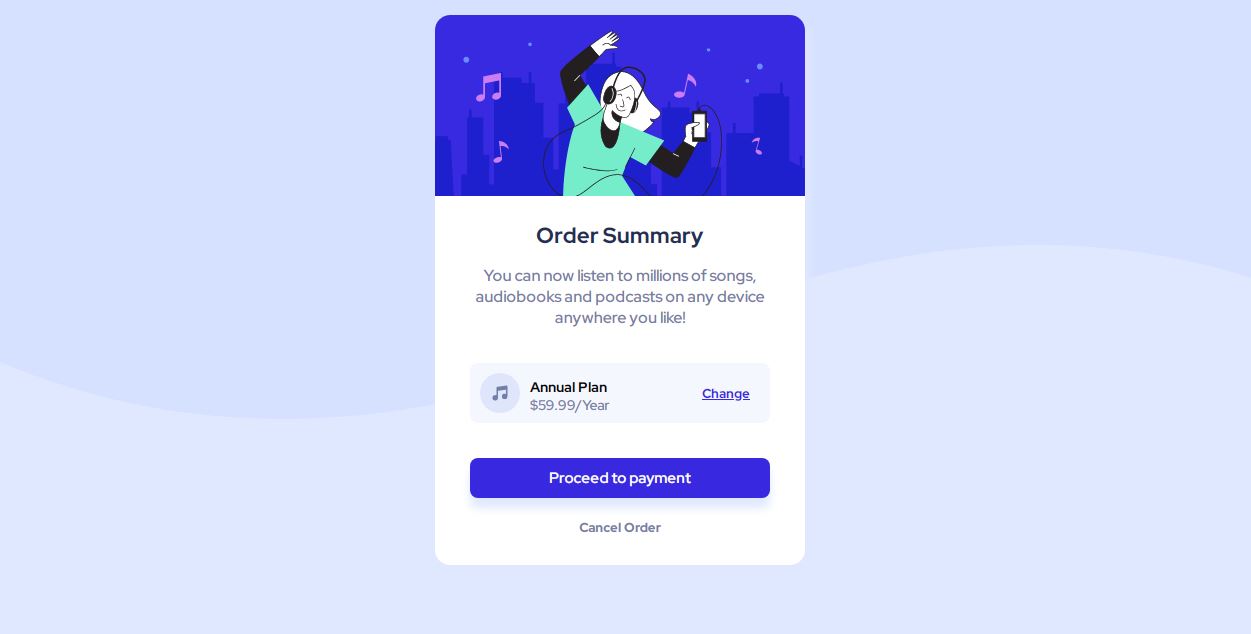 Order Summary
You can now listen to millions of songs,
audiobooks and podcasts on any device
anywhere you like!
Annual Plan
$59.99/Year
Change
Proceed to payment
Cancel Order